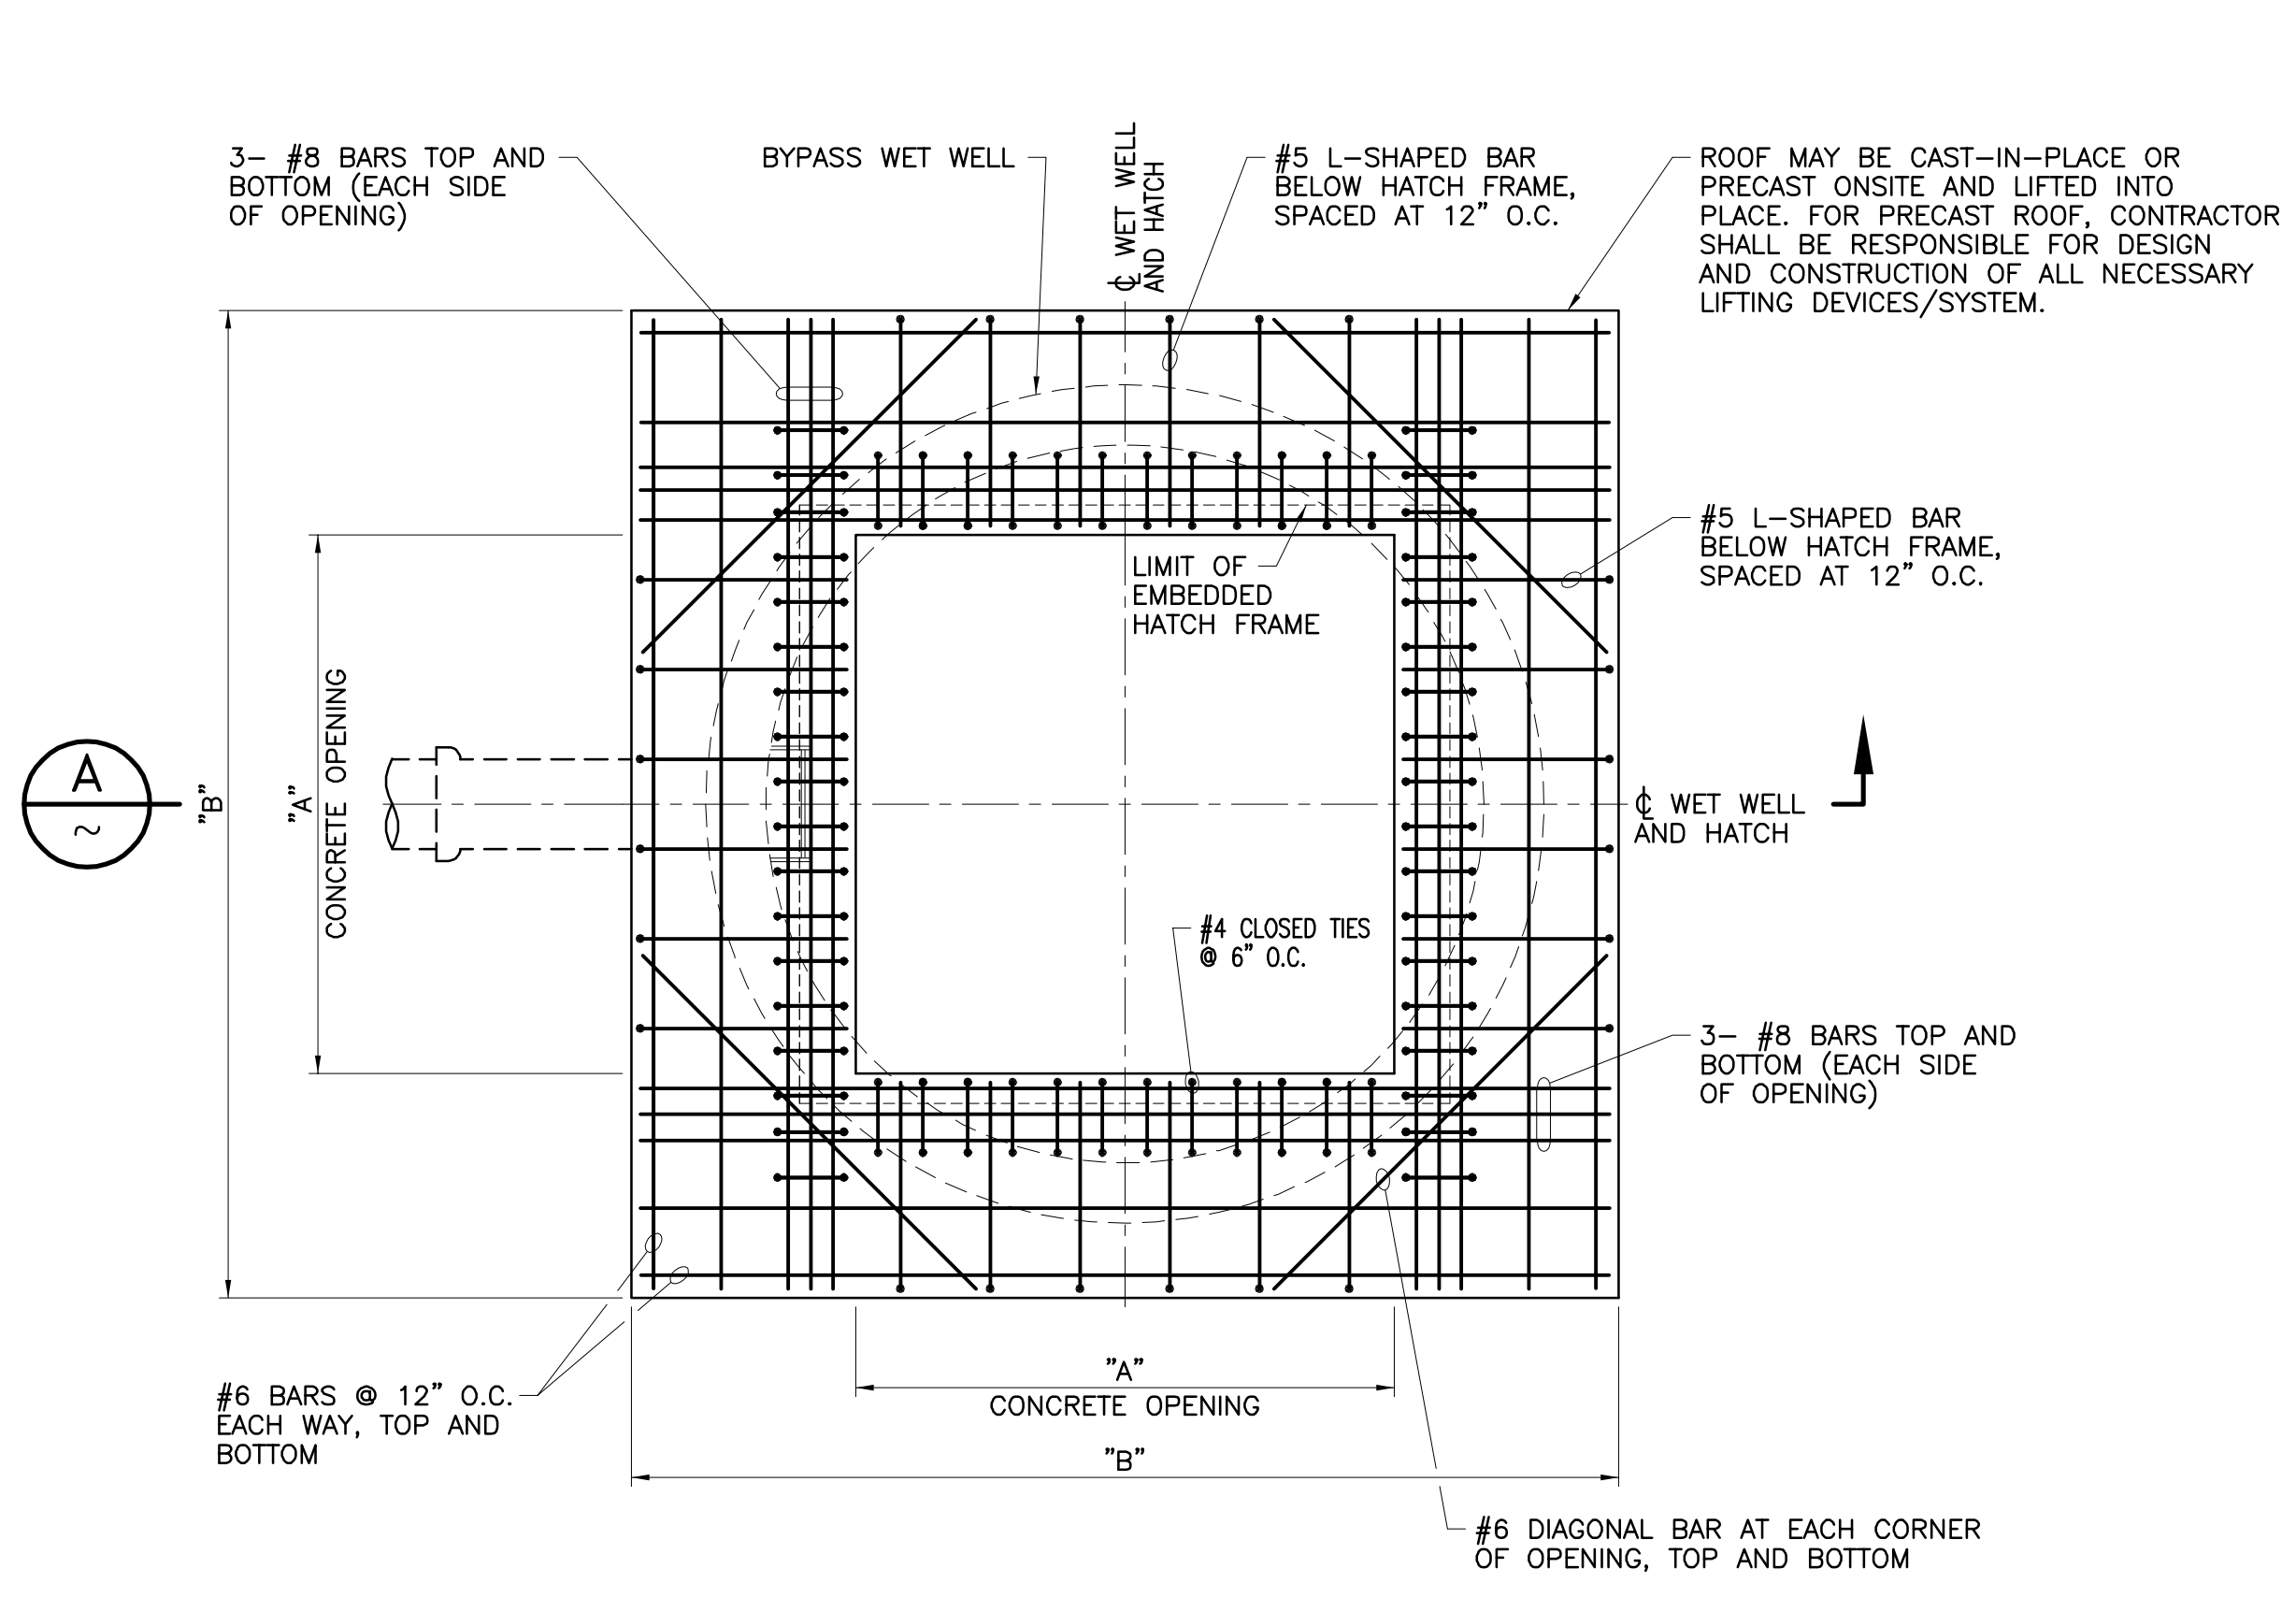 3- #8 BARS TOP AND
BOTTOM (EACH SIDE
OF OPENING)
BYPASS WET WELL
℄ WET WELL
AND HATCH
#5 L-SHAPED BAR
BELOW HATCH FRAME,
SPACED AT 12" O.C.
ROOF MAY BE CAST-IN-PLACE OR
PRECAST ONSITE AND LIFTED INTO
PLACE. FOR PRECAST ROOF, CONTRACTOR
SHALL BE RESPONSIBLE FOR DESIGN
AND CONSTRUCTION OF ALL NECESSARY
LIFTING DEVICES/SYSTEM.
#5 L-SHAPED BAR
BELOW HATCH FRAME,
SPACED AT 12" O.C.
LIMIT OF
EMBEDDED
HATCH FRAME
A
~
"B"
"A"
CONCRETE OPENING
℄ WET WELL
AND HATCH
#4 CLOSED TIES
@ 6" O.C.
3- #8 BARS TOP AND
BOTTOM (EACH SIDE
OF OPENING)
#6 BARS @ 12" O.C.
EACH WAY, TOP AND
BOTTOM
"A"
CONCRETE OPENING
"B"
#6 DIAGONAL BAR AT EACH CORNER
OF OPENING, TOP AND BOTTOM